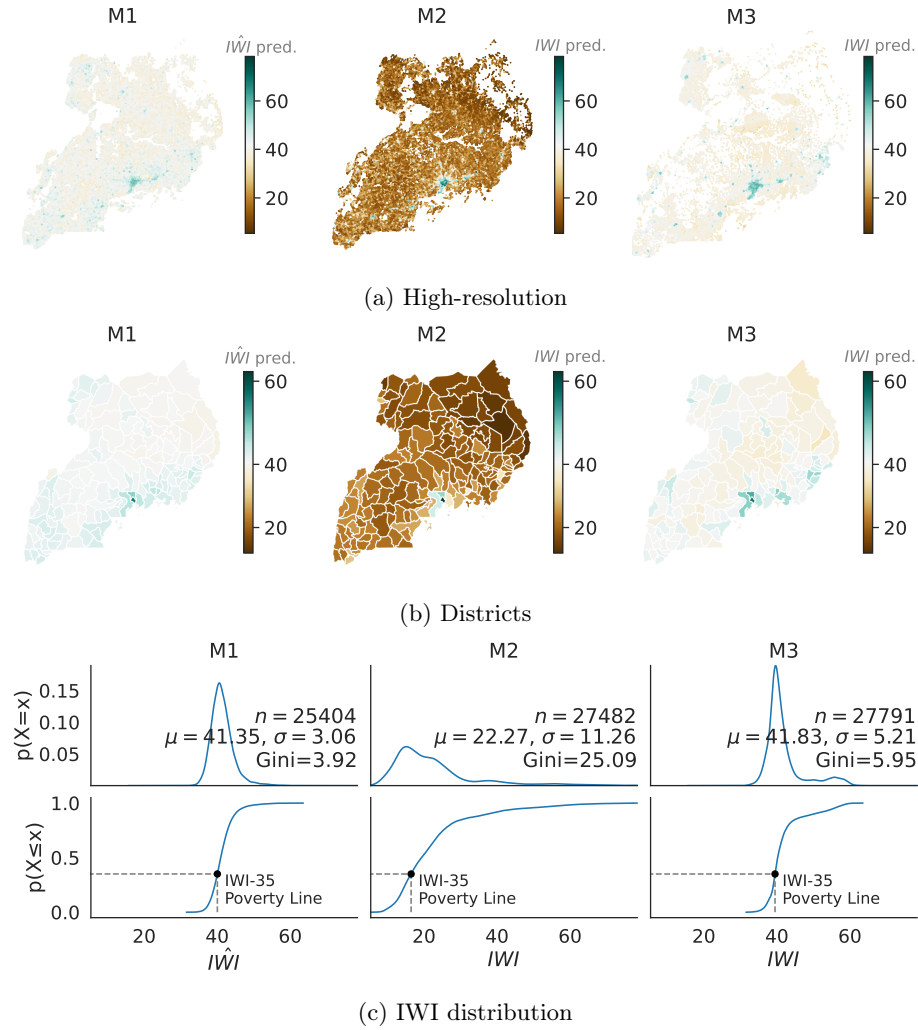 M1
M2
M3
IŴI pred.
IWI pred.
IWI pred.
60
40
20
60
40
20
60
40
20
(a) High-resolution
M1
M2
M3
IŴI pred.
IWI pred.
IWI pred.
60
40
20
60
40
20
60
40
20
(b) Districts
M1
M2
M3
p(X=x)
0.15
0.10
0.05
n = 25404
μ = 41.35, σ = 3.06
Gini=3.92
n = 27482
μ = 22.27, σ = 11.26
Gini=25.09
n = 27791
μ = 41.83, σ = 5.21
Gini=5.95
p(X≤x)
1.0
0.5
0.0
IWI-35
Poverty Line
IWI-35
Poverty Line
IWI-35
Poverty Line
20 40 60
20 40 60
20 40 60
IŴI
IWI
IWI
(c) IWI distribution